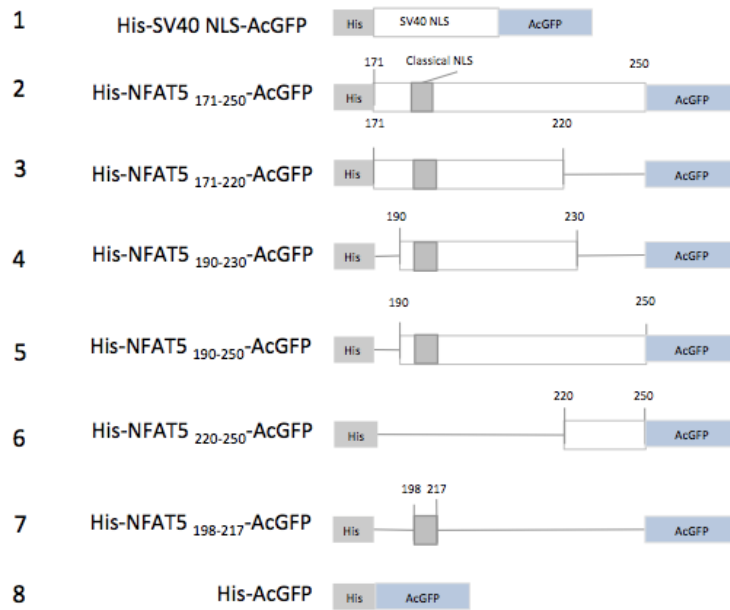 1 His-SV40 NLS-AcGFP His SV40 NLS AcGFP
Classical NLS
171 250
2 His-NFAT5 171-250-AcGFP His AcGFP
171 220
3 His-NFAT5 171-220-AcGFP His AcGFP
190 230
4 His-NFAT5 190-230-AcGFP His AcGFP
190 250
5 His-NFAT5 190-250-AcGFP His AcGFP
220 250
6 His-NFAT5 220-250-AcGFP His AcGFP
198 217
7 His-NFAT5 198-217-AcGFP His AcGFP
8 His-AcGFP His AcGFP